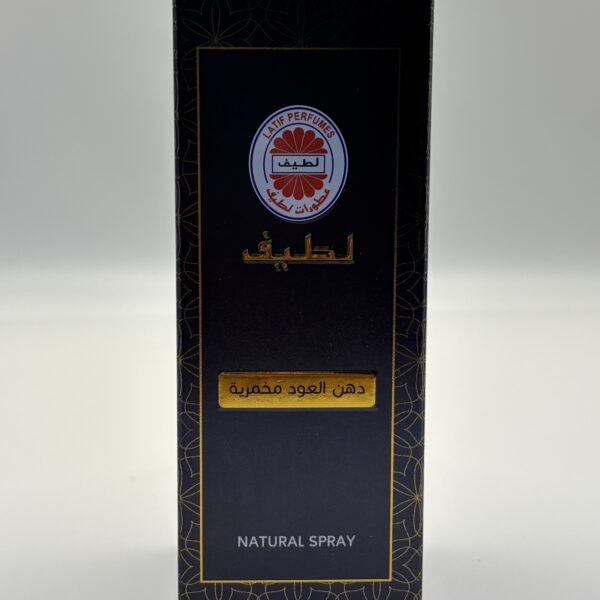 LATIF PERFUMES
لطيف
عطورات لطيف
لطيف
دهن العود مخمرية
NATURAL SPRAY